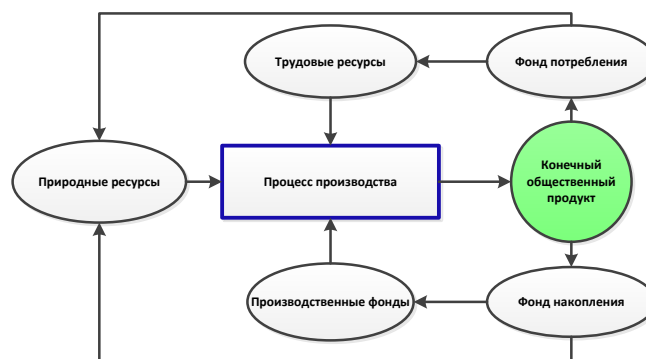 Трудовые ресурсы
Фонд потребления
Природные ресурсы
Процесс производства
Конечный
общественный
продукт
Производственные фонды
Фонд накопления